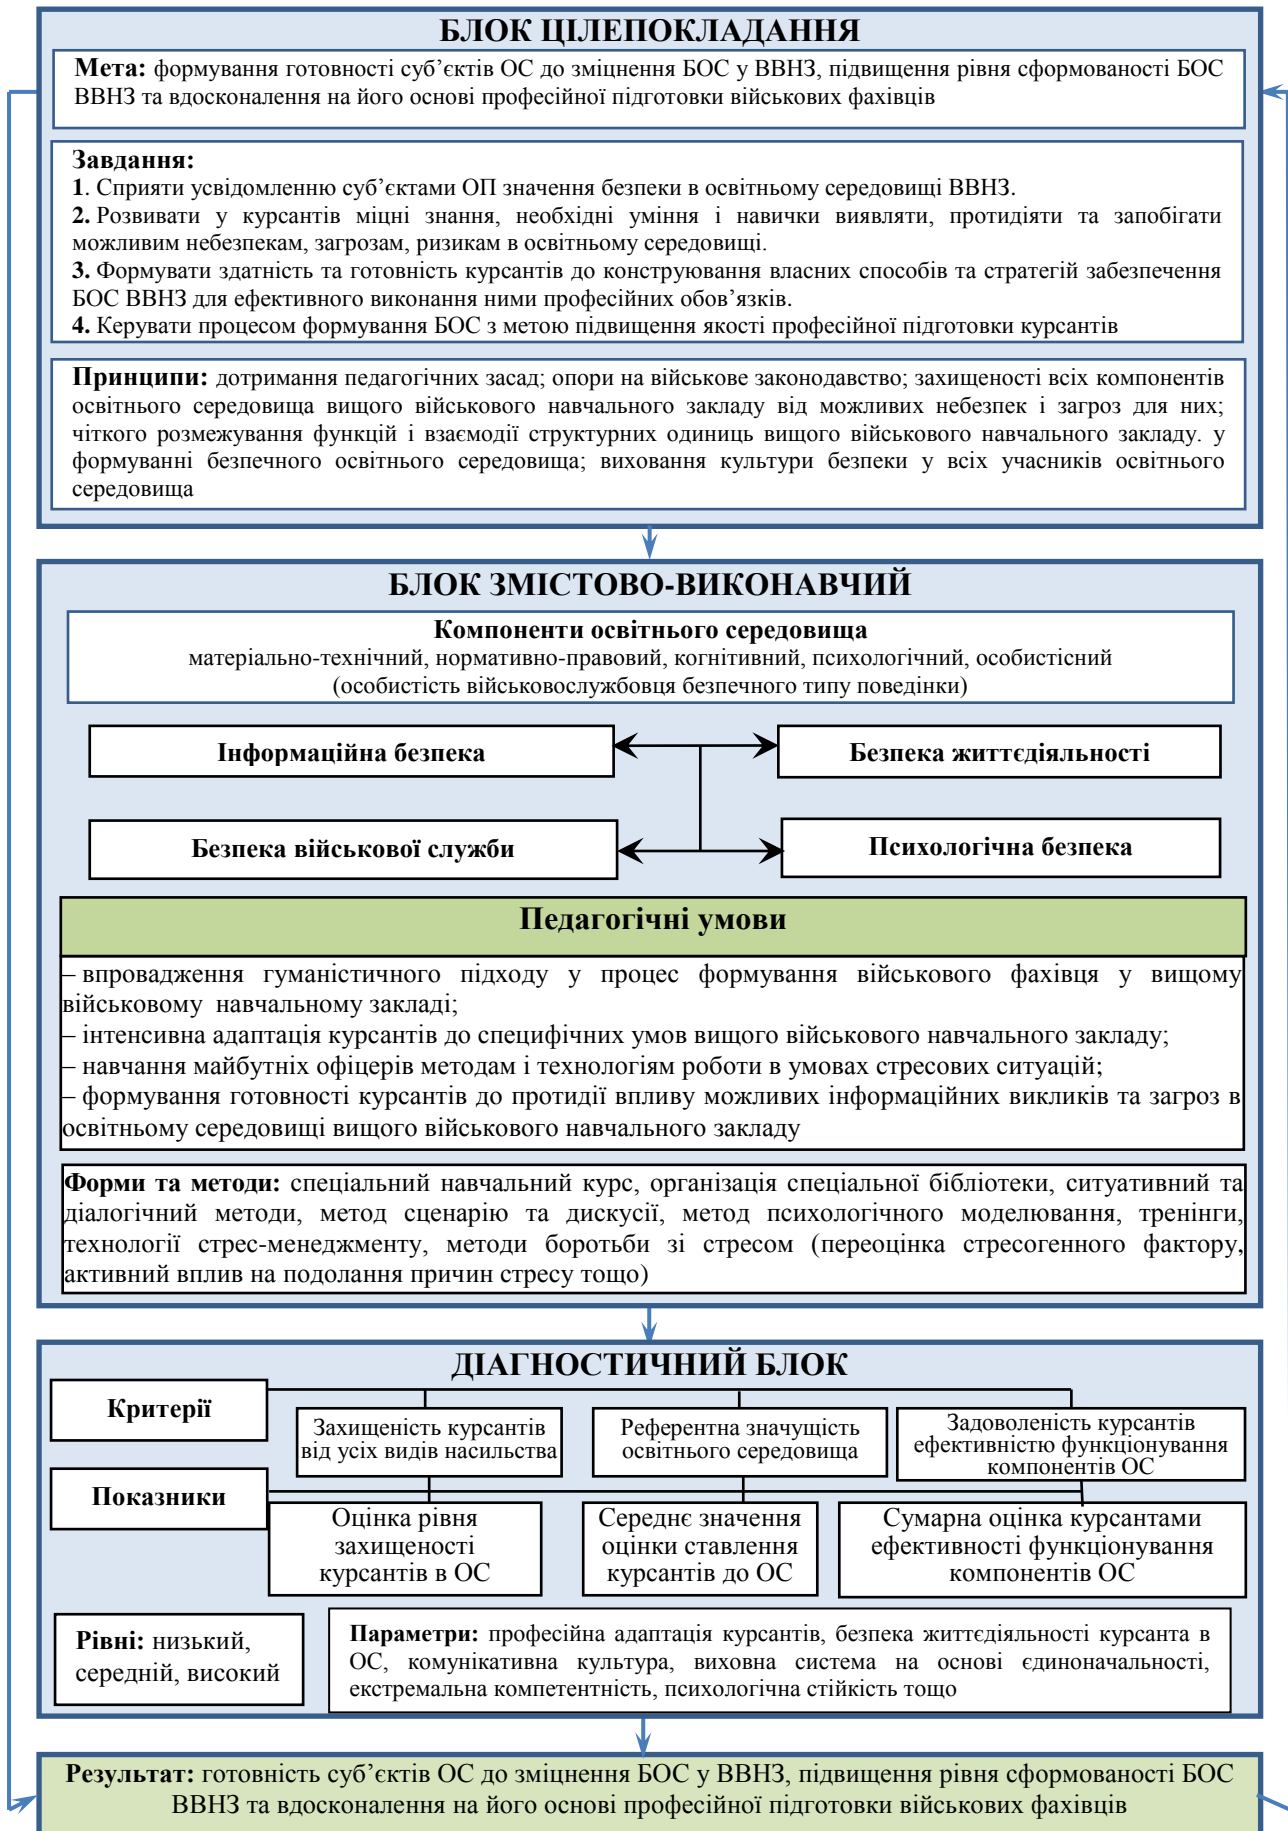 БЛОК ЦІЛЕПОКЛАДАННЯ
Мета: формування готовності суб’єктів ОС до зміцнення БОС у ВВНЗ, підвищення рівня сформованості БОС
ВВНЗ та вдосконалення на його основі професійної підготовки військових фахівців
Завдання:
1. Сприяти усвідомленню суб’єктами ОП значення безпеки в освітньому середовищі ВВНЗ.
2. Розвивати у курсантів міцні знання, необхідні уміння і навички виявляти, протидіяти та запобігати
можливим небезпекам, загрозам, ризикам в освітньому середовищі.
3. Формувати здатність та готовність курсантів до конструювання власних способів та стратегій забезпечення
БОС ВВНЗ для ефективного виконання ними професійних обов’язків.
4. Керувати процесом формування БОС з метою підвищення якості професійної підготовки курсантів
Принципи: дотримання педагогічних засад; опори на військове законодавство; захищеності всіх компонентів
освітнього середовища вищого військового навчального закладу від можливих небезпек і загроз для них;
чіткого розмежування функцій і взаємодії структурних одиниць вищого військового навчального закладу. у
формуванні безпечного освітнього середовища; виховання культури безпеки у всіх учасників освітнього
середовища
БЛОК ЗМІСТОВО-ВИКОНАВЧИЙ
Компоненти освітнього середовища
матеріально-технічний, нормативно-правовий, когнітивний, психологічний, особистісний
(особистість військовослужбовця безпечного типу поведінки)
Інформаційна безпека
Безпека життєдіяльності
Безпека військової служби
Психологічна безпека
Педагогічні умови
– впровадження гуманістичного підходу у процес формування військового фахівця у вищому
військовому навчальному закладі;
– інтенсивна адаптація курсантів до специфічних умов вищого військового навчального закладу;
– навчання майбутніх офіцерів методам і технологіям роботи в умовах стресових ситуацій;
– формування готовності курсантів до протидії впливу можливих інформаційних викликів та загроз в
освітньому середовищі вищого військового навчального закладу
Форми та методи: спеціальний навчальний курс, організація спеціальної бібліотеки, ситуативний та
діалогічний методи, метод сценарію та дискусії, метод психологічного моделювання, тренінги,
технології стрес-менеджменту, методи боротьби зі стресом (переоцінка стресогенного фактору,
активний вплив на подолання причин стресу тощо)
ДІАГНОСТИЧНИЙ БЛОК
Критерії
Захищеність курсантів
від усіх видів насильства
Референтна значущість
освітнього середовища
Задоволеність курсантів
ефективністю функціонування
компонентів ОС
Показники
Оцінка рівня
захищеності
курсантів в ОС
Середнє значення
оцінки ставлення
курсантів до ОС
Сумарна оцінка курсантами
ефективності функціонування
компонентів ОС
Рівні: низький,
середній, високий
Параметри: професійна адаптація курсантів, безпека життєдіяльності курсанта в
ОС, комунікативна культура, виховна система на основі єдиноначальності,
екстремальна компетентність, психологічна стійкість тощо
Результат: готовність суб’єктів ОС до зміцнення БОС у ВВНЗ, підвищення рівня сформованості БОС
ВВНЗ та вдосконалення на його основі професійної підготовки військових фахівців